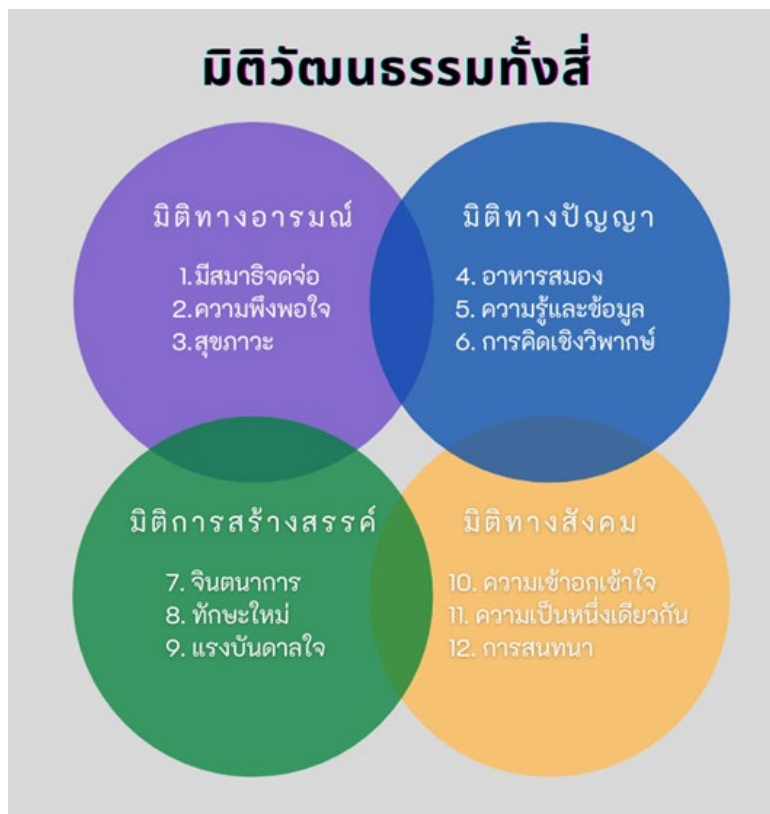 มิติวัฒนธรรมทั้งสี่
มิติทางอารมณ์
1.มีสมาธิจดจ่อ
2.ความพึงพอใจ
3.สุขภาวะ
มิติทางปัญญา
4. อาหารสมอง
5. ความรู้และข้อมูล
6. การคิดเชิงวิพากษ์
มิติการสร้างสรรค์
7. จินตนาการ
8. ทักษะใหม่
9. แรงบันดาลใจ
มิติทางสังคม
10. ความเข้าอกเข้าใจ
11. ความเป็นหนึ่งเดียวกัน
12. การสนทนา